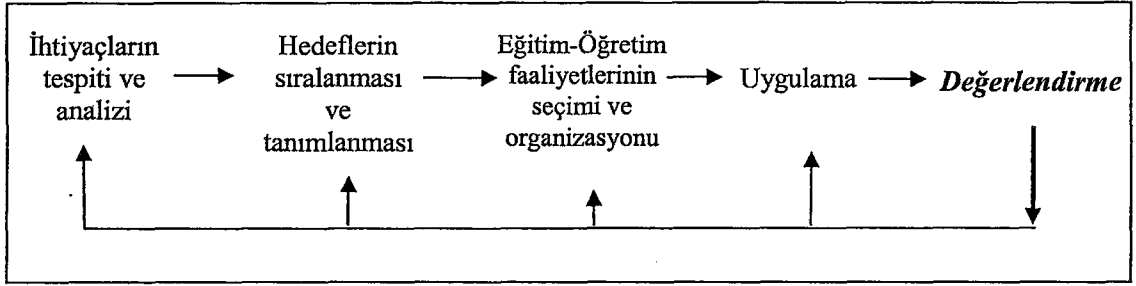 İhtiyaçların
tespiti ve
analizi
Hedeflerin
sıralanması
ve
tanımlanması
Eğitim-Öğretim
faaliyetlerinin
seçimi ve
organizasyonu
Uygulama
Değerlendirme